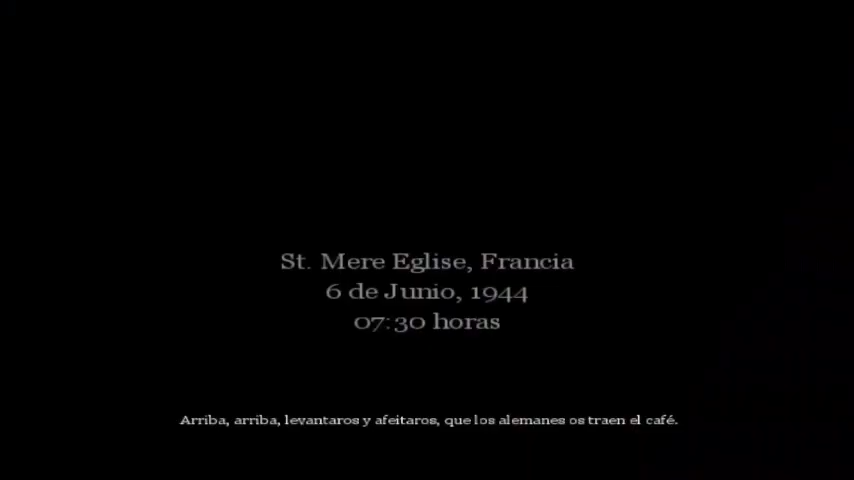 St. Mere Eglise, Francia
6 de Junio, 1944
07:30 horas
Arriba, arriba, levantaros y afeitaros, que los alemanes os traen el café.